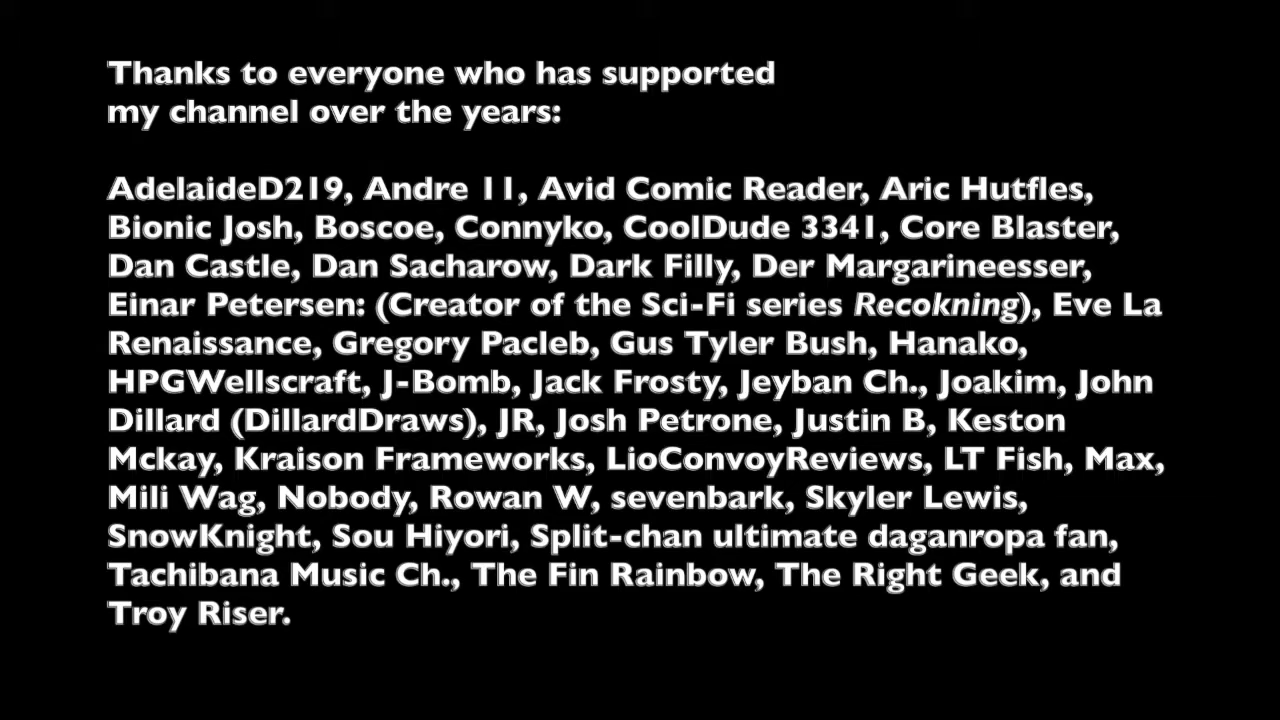 Thanks to everyone who has supported
my channel over the years:
AdelaideD219, Andre 11, Avid Comic Reader, Aric Hutfles,
Bionic Josh, Boscoe, Connyko, CoolDude 3341, Core Blaster,
Dan Castle, Dan Sacharow, Dark Filly, Der Margarineesser,
Einar Petersen: (Creator of the Sci-Fi series Recokning), Eve La
Renaissance, Gregory Pacleb, Gus Tyler Bush, Hanako,
HPGWellscraft, J-Bomb, Jack Frosty, Jeyban Ch., Joakim, John
Dillard (DillardDraws), JR, Josh Petrone, Justin B, Keston
Mckay, Kraison Frameworks, LioConvoyReviews, LT Fish, Max,
Mili Wag, Nobody, Rowan W, sevenbark, Skyler Lewis,
SnowKnight, Sou Hiyori, Split-chan ultimate daganropa fan,
Tachibana Music Ch., The Fin Rainbow, The Right Geek, and
Troy Riser.